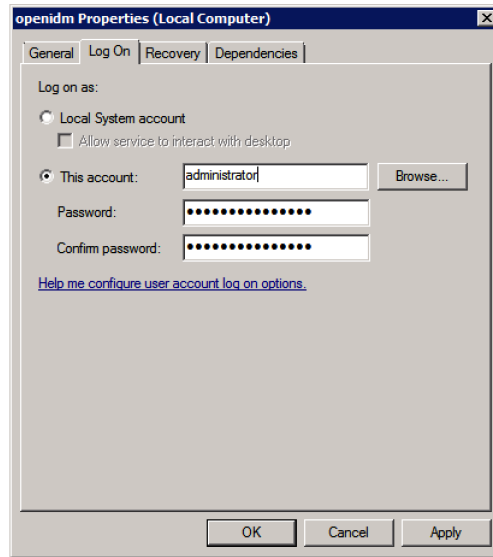 openidm Properties (Local Computer)
General Log On Recovery Dependencies
Log on as:
Local System account
Allow service to interact with desktop
This account: administrator Browse...
Password: •••••••••••••••
Confirm password: •••••••••••••••
Help me configure user account log on options.
OK Cancel Apply